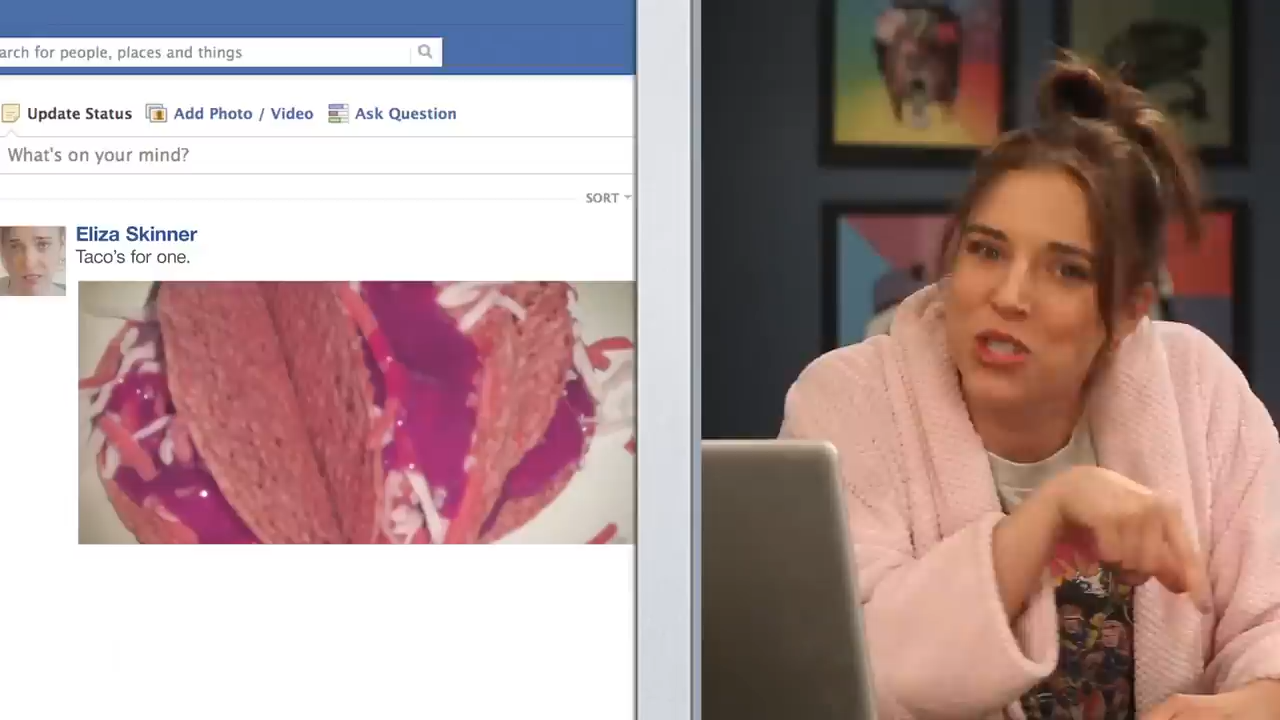 arch for people, places and things
Update Status Add Photo / Video Ask Question
What's on your mind?
SORT
Eliza Skinner
Taco's for one.